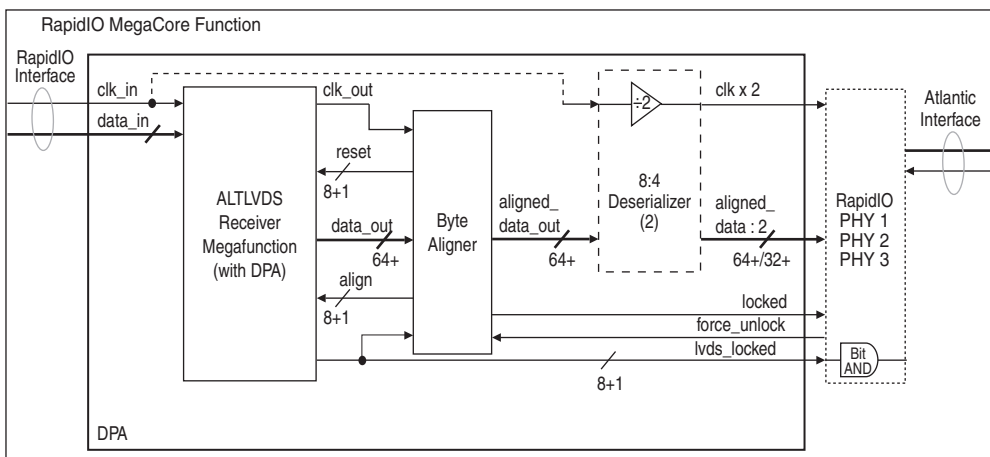 RapidIO MegaCore Function
RapidIO
Interface
clk_in
data_in
clk_out
reset
8+1
data_out
64+
align
8+1
ALTLVDS
Receiver
Megafunction
(with DPA)
Byte
Aligner
aligned_
data_out
64+
÷2
8:4
Deserializer
(2)
clk x 2
aligned_
data : 2
64+/32+
locked
force_unlock
lvds_locked
8+1
RapidIO
PHY 1
PHY 2
PHY 3
Bit
AND
Atlantic
Interface
DPA